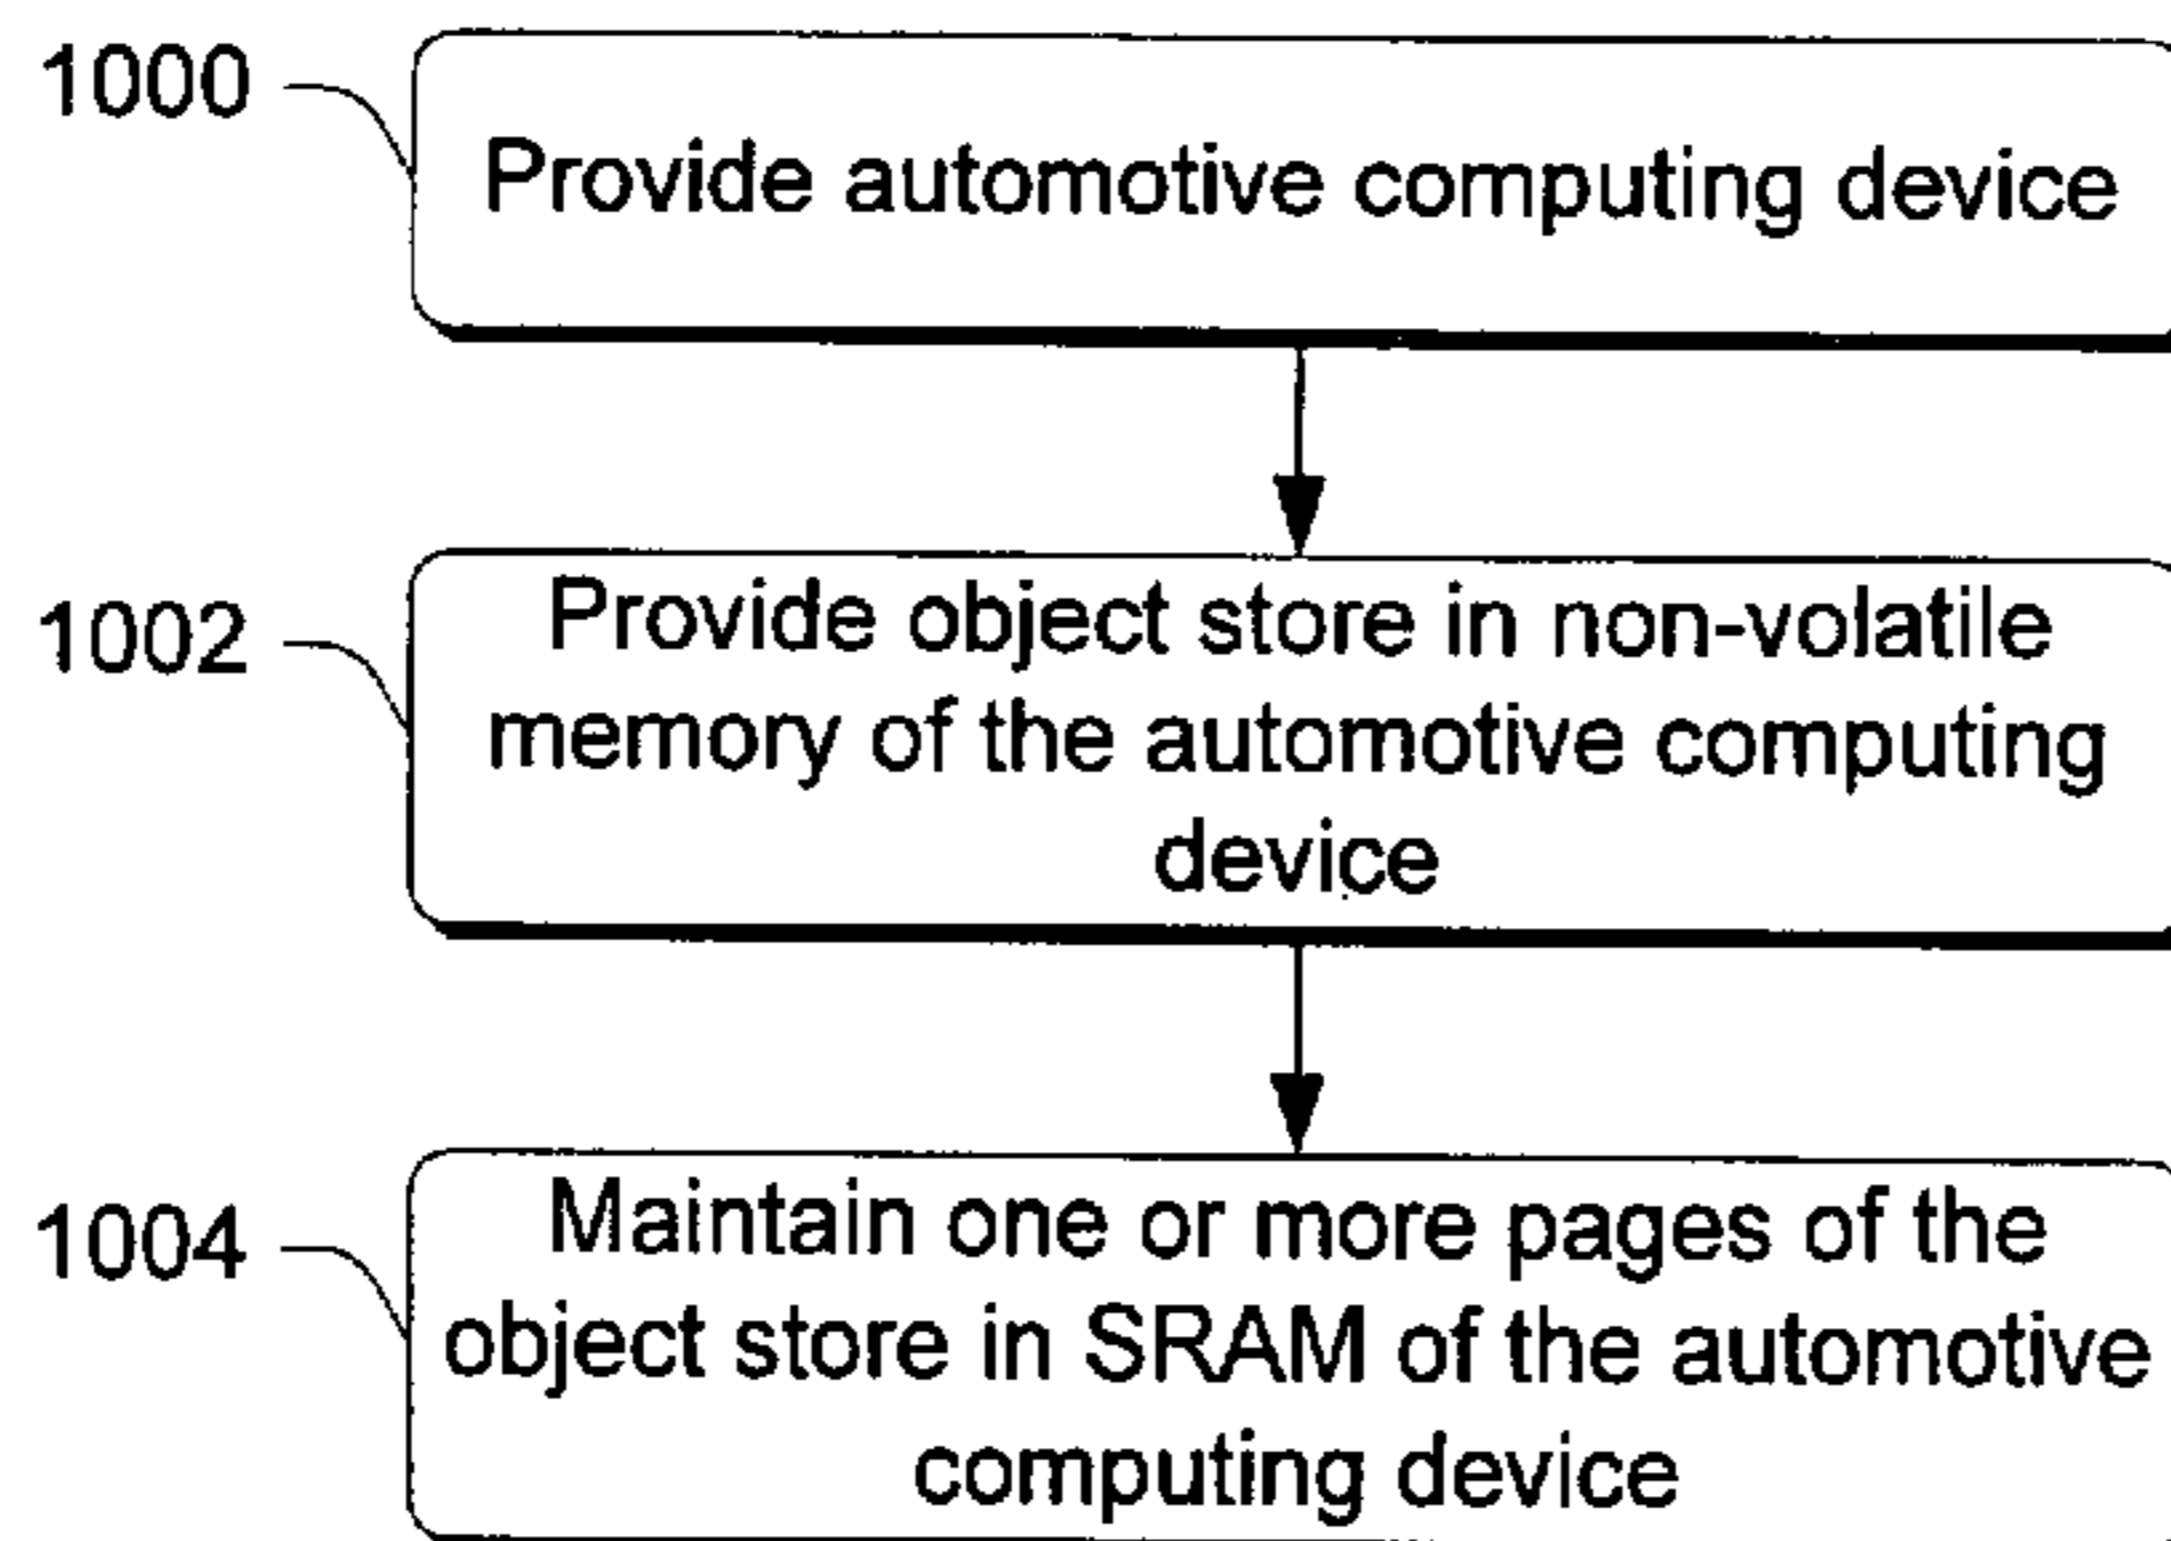 1000
Provide automotive computing device
1002
Provide object store in non-volatile
memory of the automotive computing
device
1004
Maintain one or more pages of the
object store in SRAM of the automotive
computing device